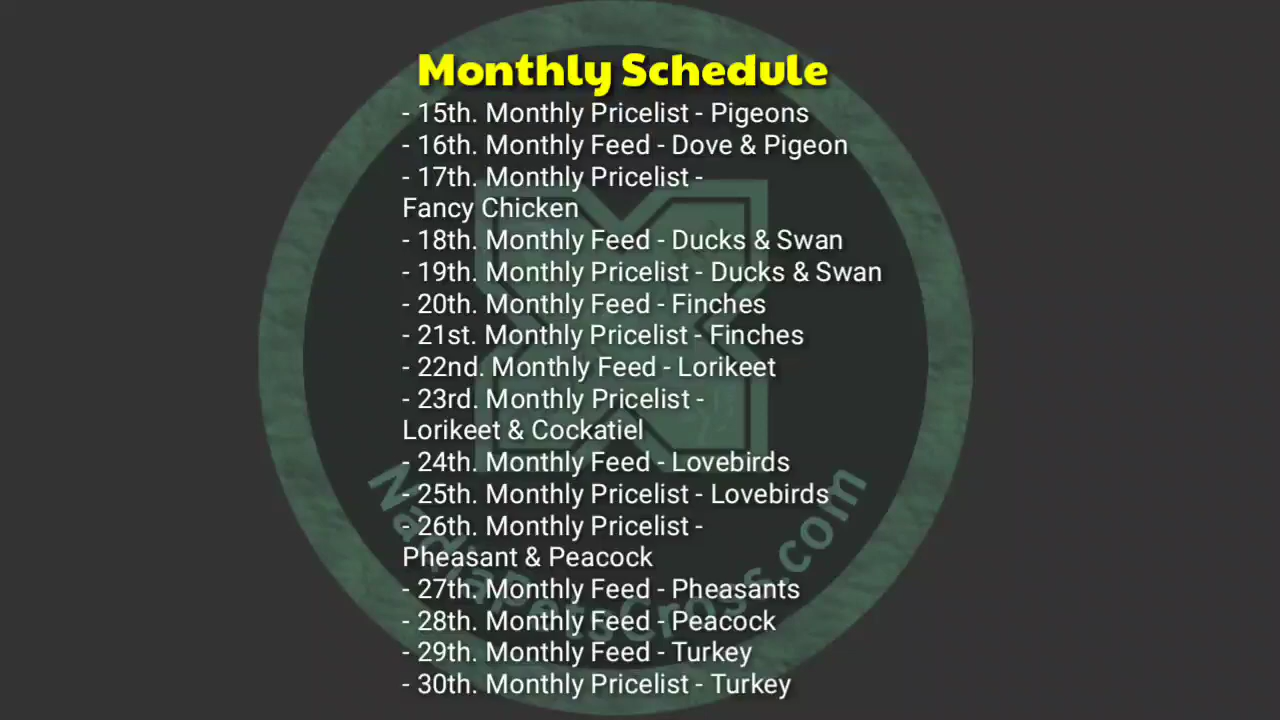 Monthly Schedule
- 15th. Monthly Pricelist - Pigeons
- 16th. Monthly Feed - Dove & Pigeon
- 17th. Monthly Pricelist -
Fancy Chicken
- 18th. Monthly Feed - Ducks & Swan
- 19th. Monthly Pricelist - Ducks & Swan
- 20th. Monthly Feed - Finches
- 21st. Monthly Pricelist - Finches
- 22nd. Monthly Feed - Lorikeet
- 23rd. Monthly Pricelist -
Lorikeet & Cockatiel
- 24th. Monthly Feed - Lovebirds
- 25th. Monthly Pricelist - Lovebirds
- 26th. Monthly Pricelist -
Pheasant & Peacock
- 27th. Monthly Feed - Pheasants
- 28th. Monthly Feed - Peacock
- 29th. Monthly Feed - Turkey
- 30th. Monthly Pricelist - Turkey